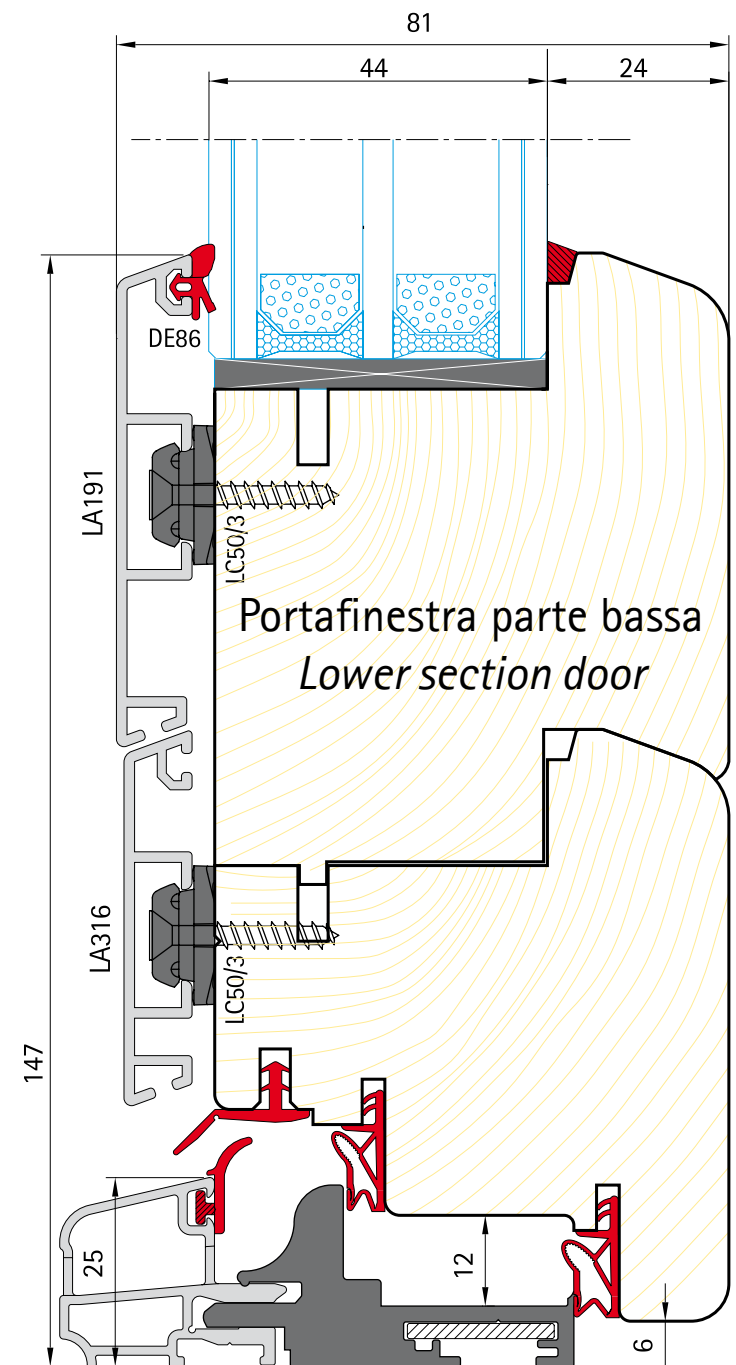 81
44
24
DE86
LA191
LC50/3
Portafinestra parte bassa
Lower section door
LA316
LC50/3
147
25
12
6